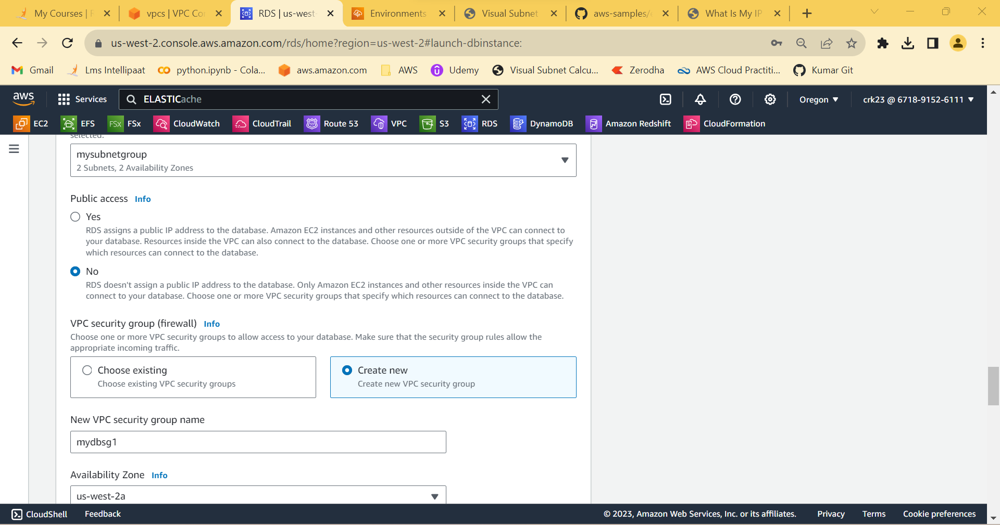 My Courses |
vpcs | VPC Co
RDS | us-west-
Environments
Visual Subnet
aws-samples/
What Is My IP
us-west-2.console.aws.amazon.com/rds/home?region=us-west-2#launch-dbinstance:
Gmail
Lms Intellipaat
python.ipynb - Cola...
aws.amazon.com
AWS
Udemy
Visual Subnet Calcu...
Zerodha
AWS Cloud Practiti...
Kumar Git
aws
Services
ELASTICache
Oregon
crk23 @ 6718-9152-6111
EC2
EFS
FSx
FSx
CloudWatch
CloudTrail
53
Route 53
VPC
S3
RDS
DynamoDB
Amazon Redshift
CloudFormation
selected.
mysubnetgroup
2 Subnets, 2 Availability Zones
Public access Info
Yes
RDS assigns a public IP address to the database. Amazon EC2 instances and other resources outside of the VPC can connect to
your database. Resources inside the VPC can also connect to the database. Choose one or more VPC security groups that specify
which resources can connect to the database.
No
RDS doesn't assign a public IP address to the database. Only Amazon EC2 instances and other resources inside the VPC can
connect to your database. Choose one or more VPC security groups that specify which resources can connect to the database.
VPC security group (firewall) Info
Choose one or more VPC security groups to allow access to your database. Make sure that the security group rules allow the
appropriate incoming traffic.
Choose existing
Choose existing VPC security groups
Create new
Create new VPC security group
New VPC security group name
mydbsg1
Availability Zone Info
us-west-2a
CloudShell
Feedback
© 2023, Amazon Web Services, Inc. or its affiliates.
Privacy
Terms
Cookie preferences